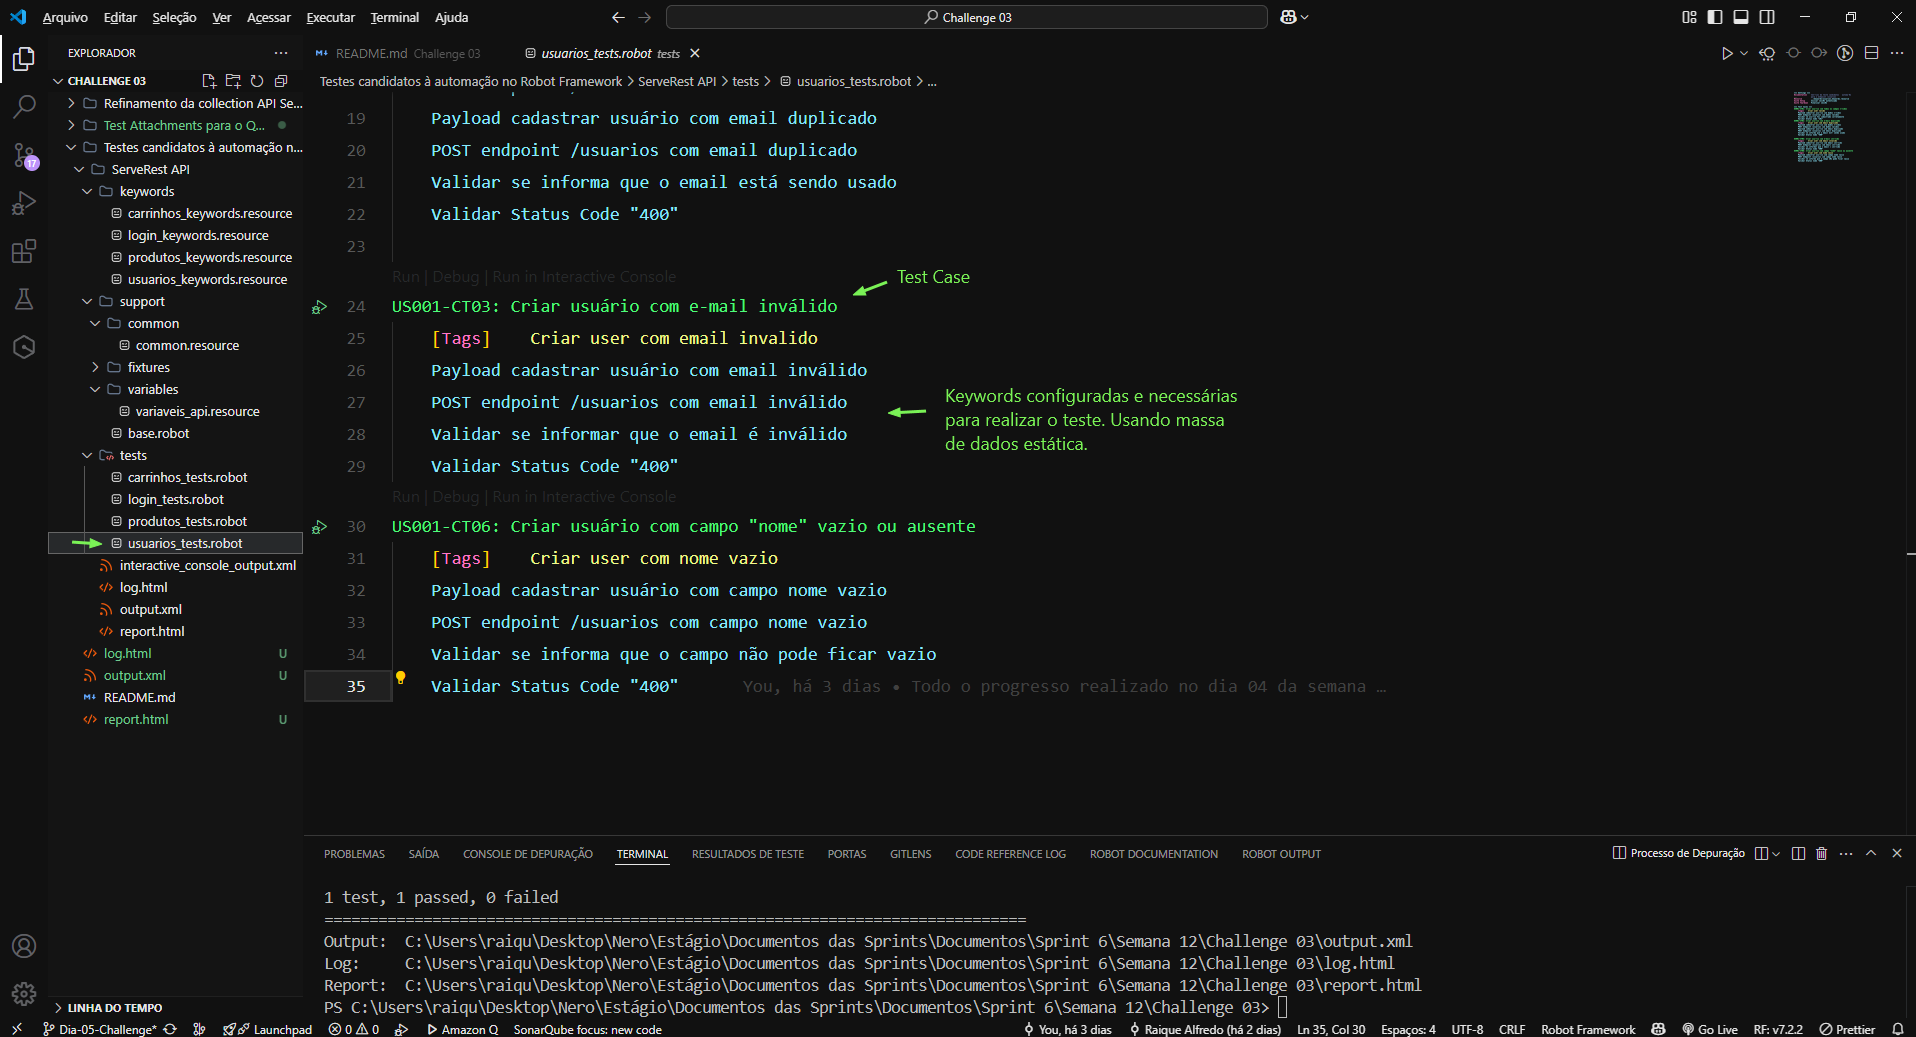 Arquivo Editar Seleção Ver Acessar Executar Terminal Ajuda
Challenge 03
EXPLORADOR
CHALLENGE 03
Refinamento da collection API Se...
Test Attachments para o Q...
Testes candidatos à automação n...
ServeRest API
keywords
carrinhos_keywords.resource
login_keywords.resource
produtos_keywords.resource
usuarios_keywords.resource
support
common
common.resource
fixtures
variables
variaveis_api.resource
base.robot
tests
carrinhos_tests.robot
login_tests.robot
produtos_tests.robot
usuarios_tests.robot
interactive_console_output.xml
log.html
output.xml
report.html
log.html U
output.xml U
README.md
report.html U
LINHA DO TEMPO
17
README.md Challenge 03
usuarios_tests.robot tests
Testes candidatos à automação no Robot Framework > ServeRest API > tests > usuarios_tests.robot > ...
19 Payload cadastrar usuário com email duplicado
20 POST endpoint /usuarios com email duplicado
21 Validar se informa que o email está sendo usado
22 Validar Status Code "400"
23
Run | Debug | Run in Interactive Console
Test Case
24 US001-CT03: Criar usuário com e-mail inválido
25 [Tags] Criar user com email invalido
26 Payload cadastrar usuário com email inválido
27 POST endpoint /usuarios com email inválido
28 Validar se informar que o email é inválido
29 Validar Status Code "400"
Keywords configuradas e necessárias
para realizar o teste. Usando massa
de dados estática.
Run | Debug | Run in Interactive Console
30 US001-CT06: Criar usuário com campo "nome" vazio ou ausente
31 [Tags] Criar user com nome vazio
32 Payload cadastrar usuário com campo nome vazio
33 POST endpoint /usuarios com campo nome vazio
34 Validar se informa que o campo não pode ficar vazio
35 Validar Status Code "400" You, há 3 dias • Todo o progresso realizado no dia 04 da semana …
PROBLEMAS SAÍDA CONSOLE DE DEPURAÇÃO TERMINAL RESULTADOS DE TESTE PORTAS GITLENS CODE REFERENCE LOG ROBOT DOCUMENTATION ROBOT OUTPUT
Processo de Depuração
1 test, 1 passed, 0 failed
==============================================================================
Output: C:\Users\raiqu\Desktop\Nero\Estágio\Documentos das Sprints\Documentos\Sprint 6\Semana 12\Challenge 03\output.xml
Log: C:\Users\raiqu\Desktop\Nero\Estágio\Documentos das Sprints\Documentos\Sprint 6\Semana 12\Challenge 03\log.html
Report: C:\Users\raiqu\Desktop\Nero\Estágio\Documentos das Sprints\Documentos\Sprint 6\Semana 12\Challenge 03\report.html
PS C:\Users\raiqu\Desktop\Nero\Estágio\Documentos das Sprints\Documentos\Sprint 6\Semana 12\Challenge 03>
Dia-05-Challenge* Launchpad 0 0 Amazon Q SonarQube focus: new code You, há 3 dias Raique Alfredo (há 2 dias) Ln 35, Col 30 Espaços: 4 UTF-8 CRLF Robot Framework Go Live RF: v7.2.2 Prettier